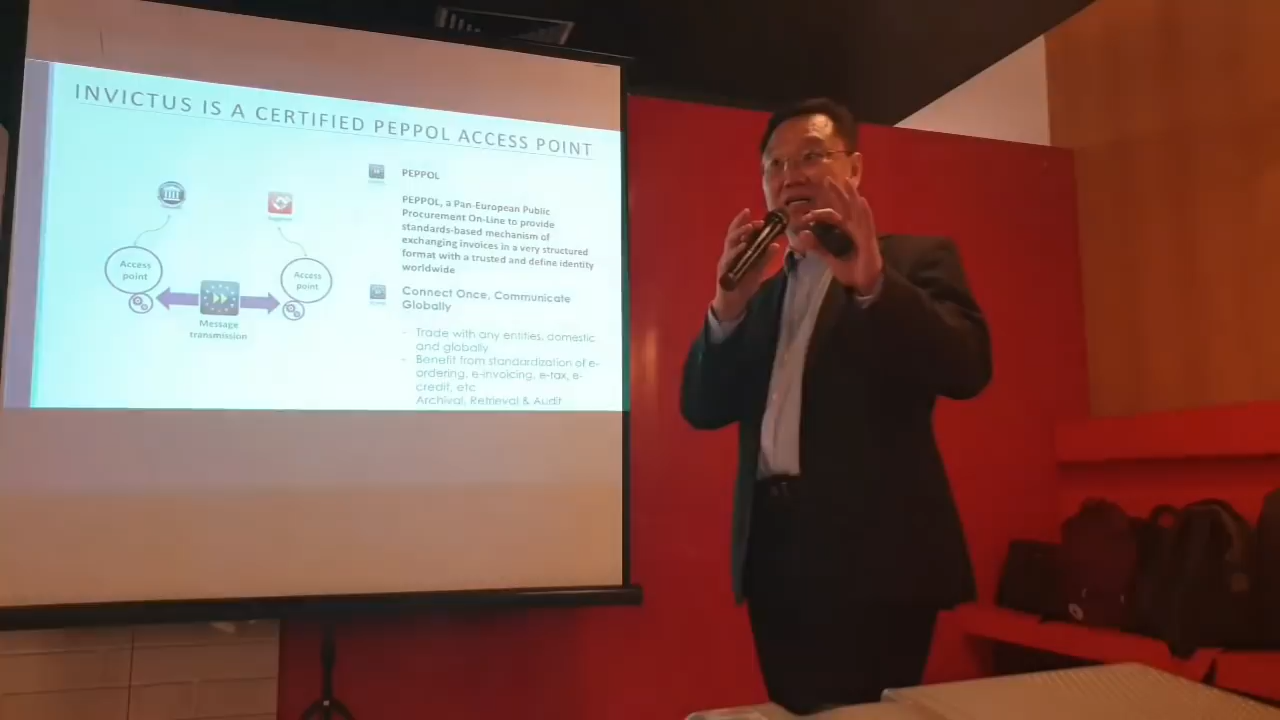 INVICTUS IS A CERTIFIED PEPPOL ACCESS POINT
PEPPOL
PEPPOL, a Pan-European Public
Procurement On-Line to provide
standards-based mechanism of
exchanging invoices in a very structured
format with a trusted and define identity
worldwide
Connect Once, Communicate
Globally
- Trade with any entities, domestic
and globally
- Benefit from standardization of e-
ordering, e-invoicing, e-tax, e-
credit, etc
Archival, Retrieval & Audit
Access
point
Access
point
Message
transmission